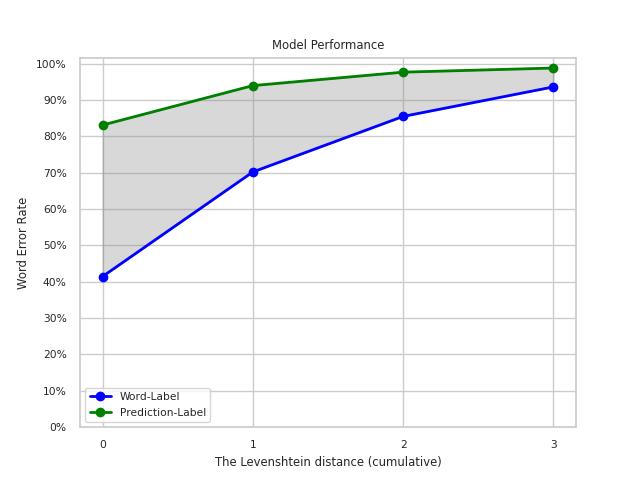 Model Performance
100%
90%
80%
70%
60%
50%
40%
30%
20%
10%
0%
Word Error Rate
Word-Label
Prediction-Label
0 1 2 3
The Levenshtein distance (cumulative)